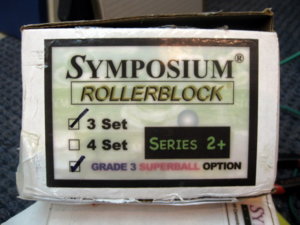 SYMPOSIUM®
ROLLERBLOCK
3 Set
4 Set
SERIES 2+
GRADE 3 SUPERBALL OPTION